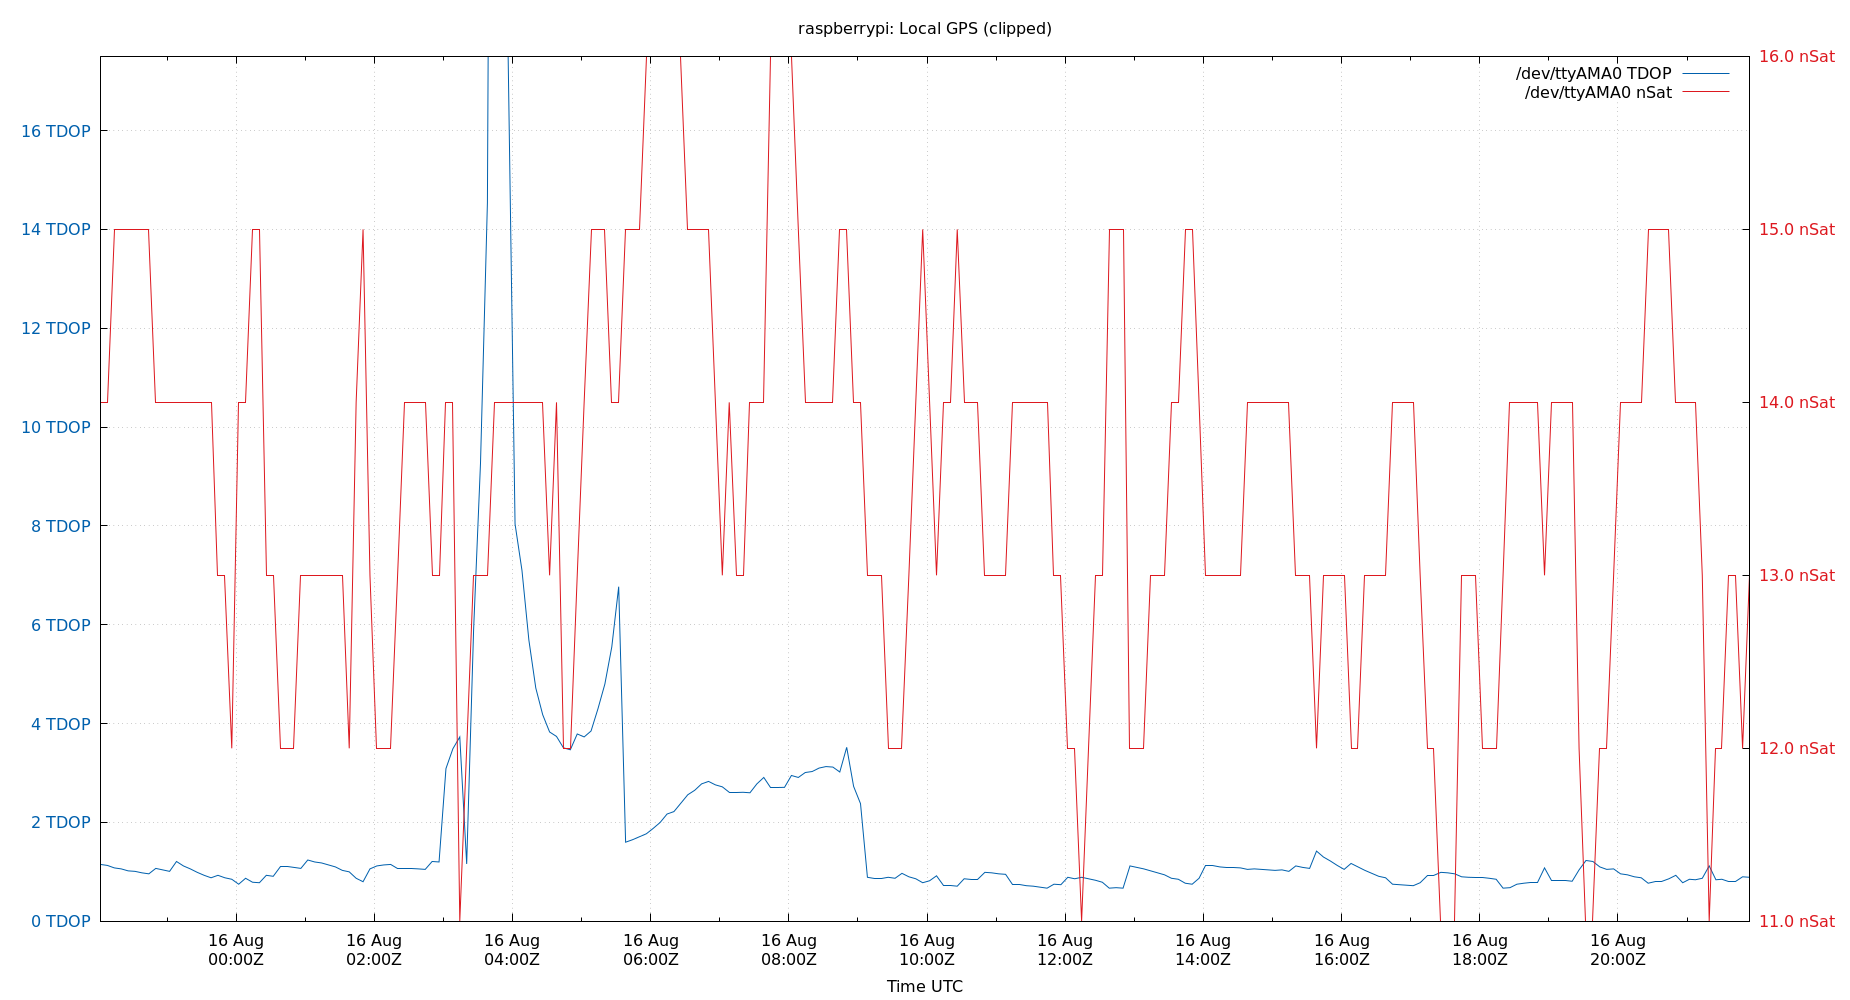 raspberrypi: Local GPS (clipped)
/dev/ttyAMA0 TDOP
/dev/ttyAMA0 nSat
16 TDOP
14 TDOP
12 TDOP
10 TDOP
8 TDOP
6 TDOP
4 TDOP
2 TDOP
0 TDOP
16.0 nSat
15.0 nSat
14.0 nSat
13.0 nSat
12.0 nSat
11.0 nSat
16 Aug 16 Aug 16 Aug 16 Aug 16 Aug 16 Aug 16 Aug 16 Aug 16 Aug 16 Aug 16 Aug
00:00Z 02:00Z 04:00Z 06:00Z 08:00Z 10:00Z 12:00Z 14:00Z 16:00Z 18:00Z 20:00Z
Time UTC